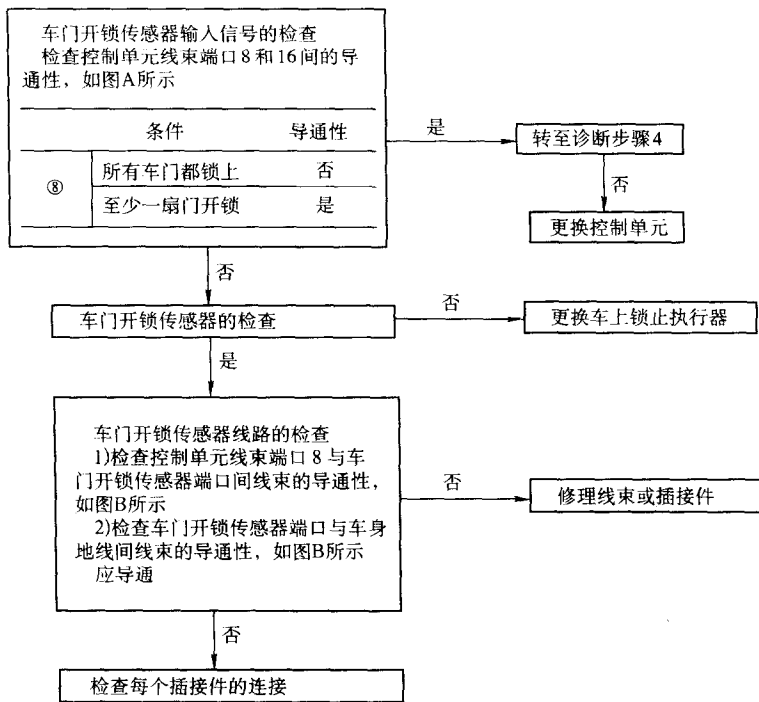 车门开锁传感器输入信号的检查
检查控制单元线束端口8和16间的导
通性，如图A所示
条件 导通性
⑧
所有车门都锁上 否
至少一扇门开锁 是
是
转至诊断步骤4
否
更换控制单元
否
车门开锁传感器的检查
否
更换车上锁止执行器
是
车门开锁传感器线路的检查
1)检查控制单元线束端口8与车
门开锁传感器端口间线束的导通性，
如图B所示
2)检查车门开锁传感器端口与车身
地线间线束的导通性，如图B所示
应导通
否
修理线束或插接件
否
检查每个插接件的连接